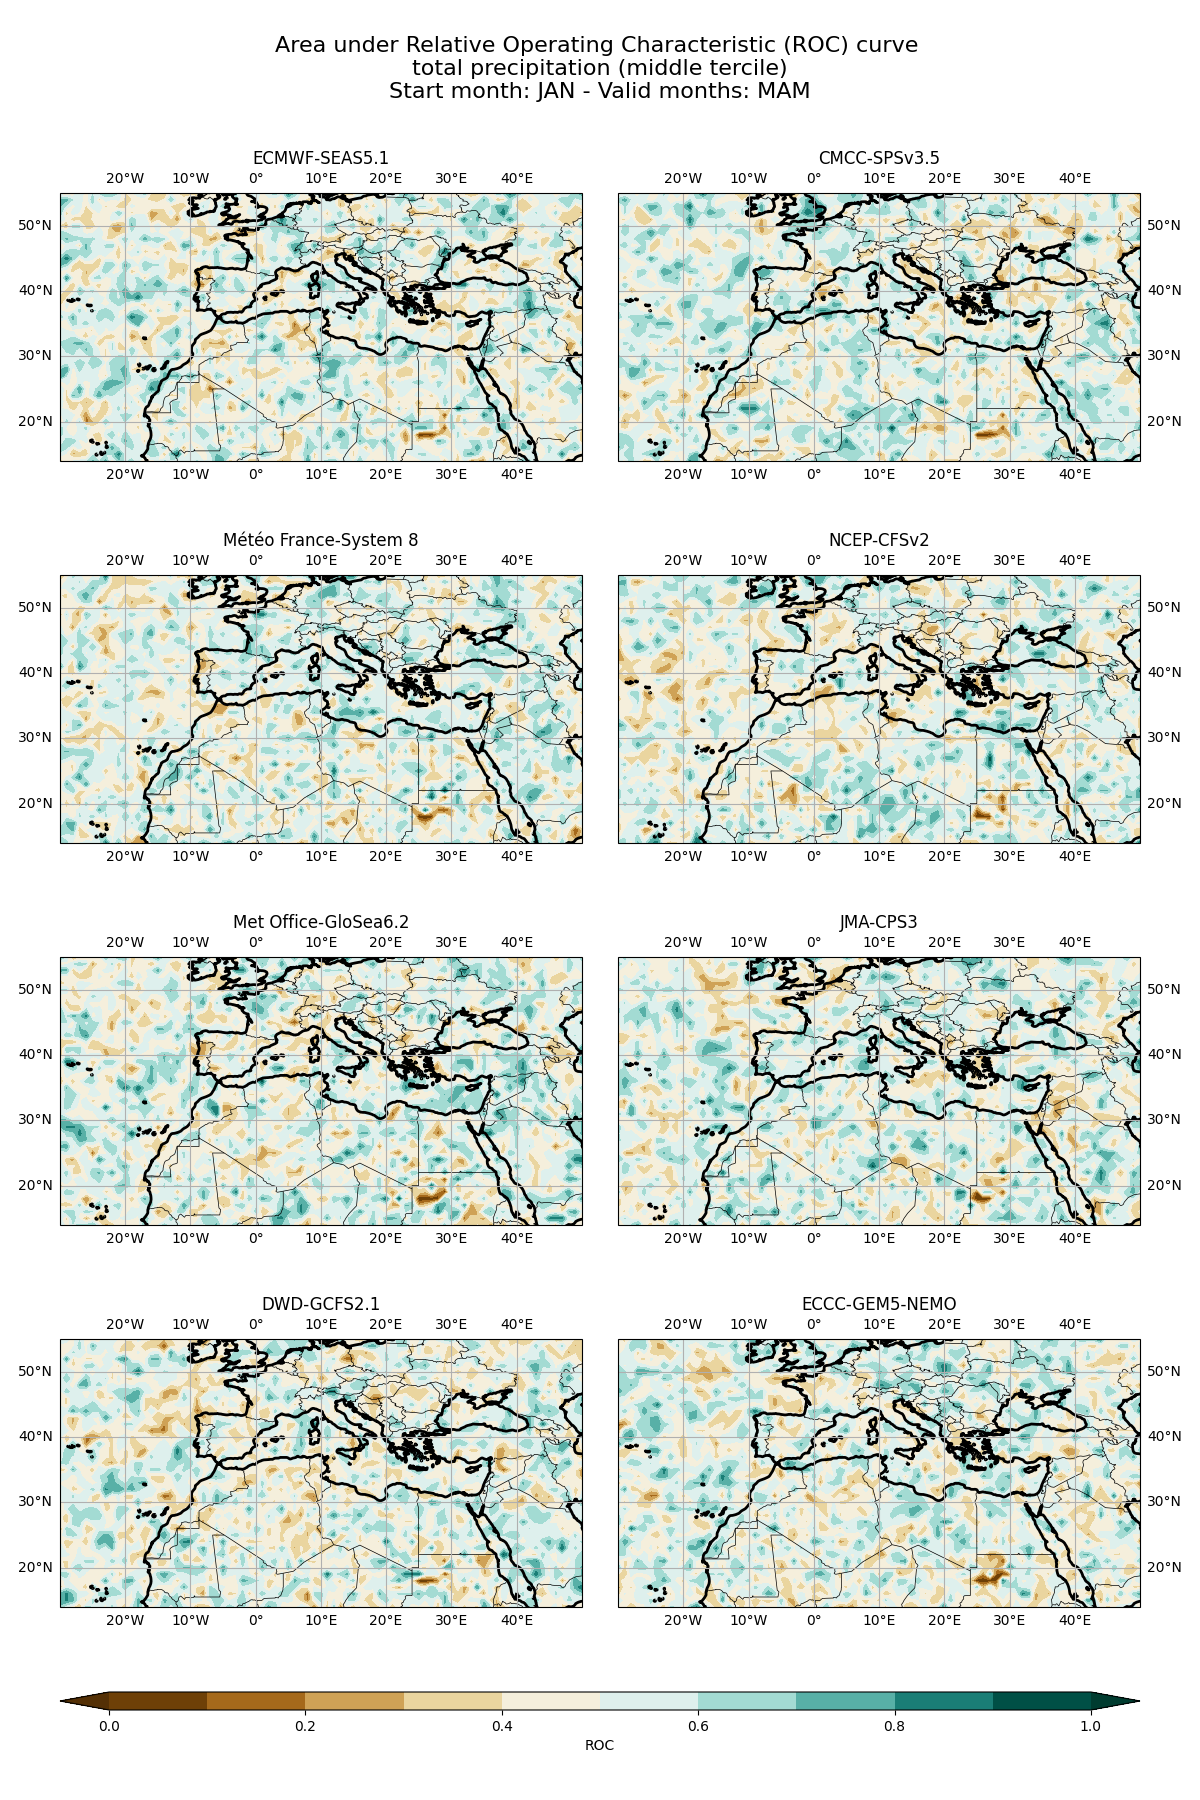 Area under Relative Operating Characteristic (ROC) curve
total precipitation (middle tercile)
Start month: JAN - Valid months: MAM
ECMWF-SEAS5.1
20°W 10°W 0° 10°E 20°E 30°E 40°E
50°N
40°N
30°N
20°N
20°W 10°W 0° 10°E 20°E 30°E 40°E
CMCC-SPSv3.5
20°W 10°W 0° 10°E 20°E 30°E 40°E
50°N
40°N
30°N
20°N
20°W 10°W 0° 10°E 20°E 30°E 40°E
Météo France-System 8
20°W 10°W 0° 10°E 20°E 30°E 40°E
50°N
40°N
30°N
20°N
20°W 10°W 0° 10°E 20°E 30°E 40°E
NCEP-CFSv2
20°W 10°W 0° 10°E 20°E 30°E 40°E
50°N
40°N
30°N
20°N
20°W 10°W 0° 10°E 20°E 30°E 40°E
Met Office-GloSea6.2
20°W 10°W 0° 10°E 20°E 30°E 40°E
50°N
40°N
30°N
20°N
20°W 10°W 0° 10°E 20°E 30°E 40°E
JMA-CPS3
20°W 10°W 0° 10°E 20°E 30°E 40°E
50°N
40°N
30°N
20°N
20°W 10°W 0° 10°E 20°E 30°E 40°E
DWD-GCFS2.1
20°W 10°W 0° 10°E 20°E 30°E 40°E
50°N
40°N
30°N
20°N
20°W 10°W 0° 10°E 20°E 30°E 40°E
ECCC-GEM5-NEMO
20°W 10°W 0° 10°E 20°E 30°E 40°E
50°N
40°N
30°N
20°N
20°W 10°W 0° 10°E 20°E 30°E 40°E
0.0 0.2 0.4 0.6 0.8 1.0
ROC